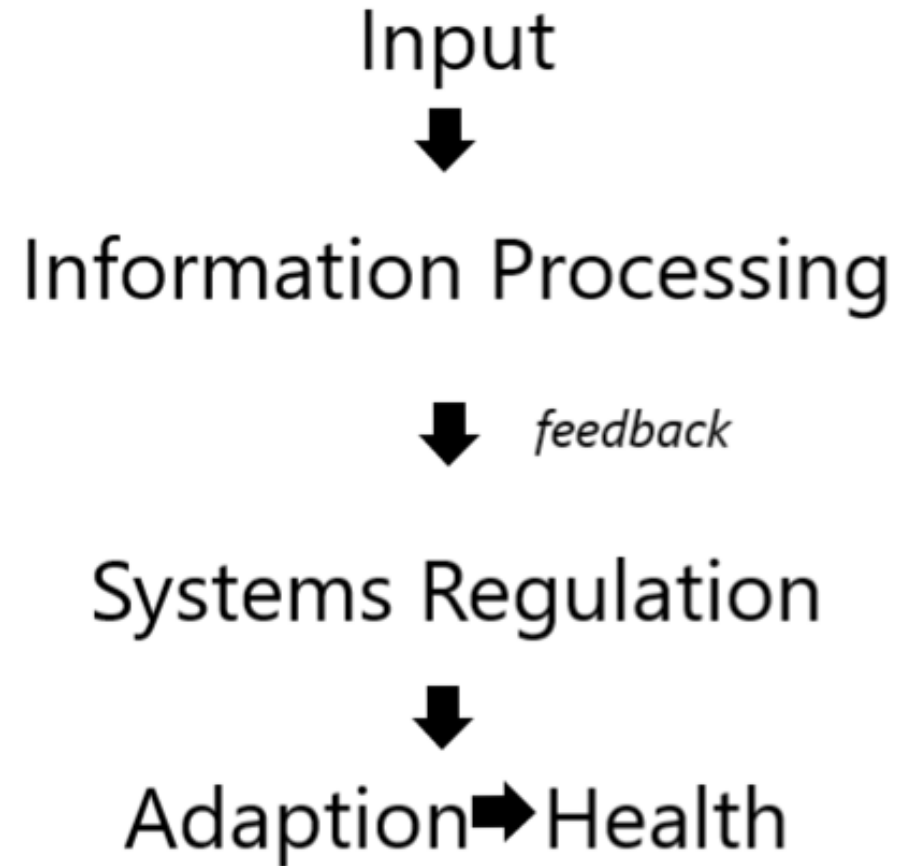 Input
Information Processing
feedback
Systems Regulation
Adaption Health